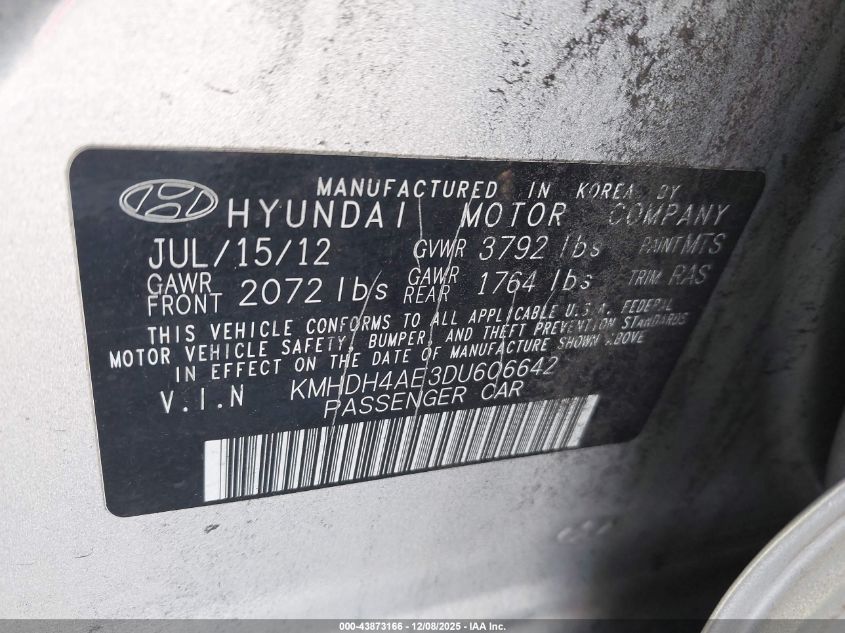 MANUFACTURED IN KOREA BY
HYUNDAI MOTOR COMPANY
JUL/15/12 GVWR 3792 lbs PAINT MTS
GAWR FRONT 2072 lbs GAWR REAR 1764 lbs TRIM RAS
THIS VEHICLE CONFORMS TO ALL APPLICABLE U.S.A. FEDERAL
MOTOR VEHICLE SAFETY, BUMPER, AND THEFT PREVENTION STANDARDS
IN EFFECT ON THE DATE OF MANUFACTURE SHOWN ABOVE
V.I.N KMHDH4AE3DU606642
PASSENGER CAR
000-43873166 • 12/08/2025 • IAA Inc.